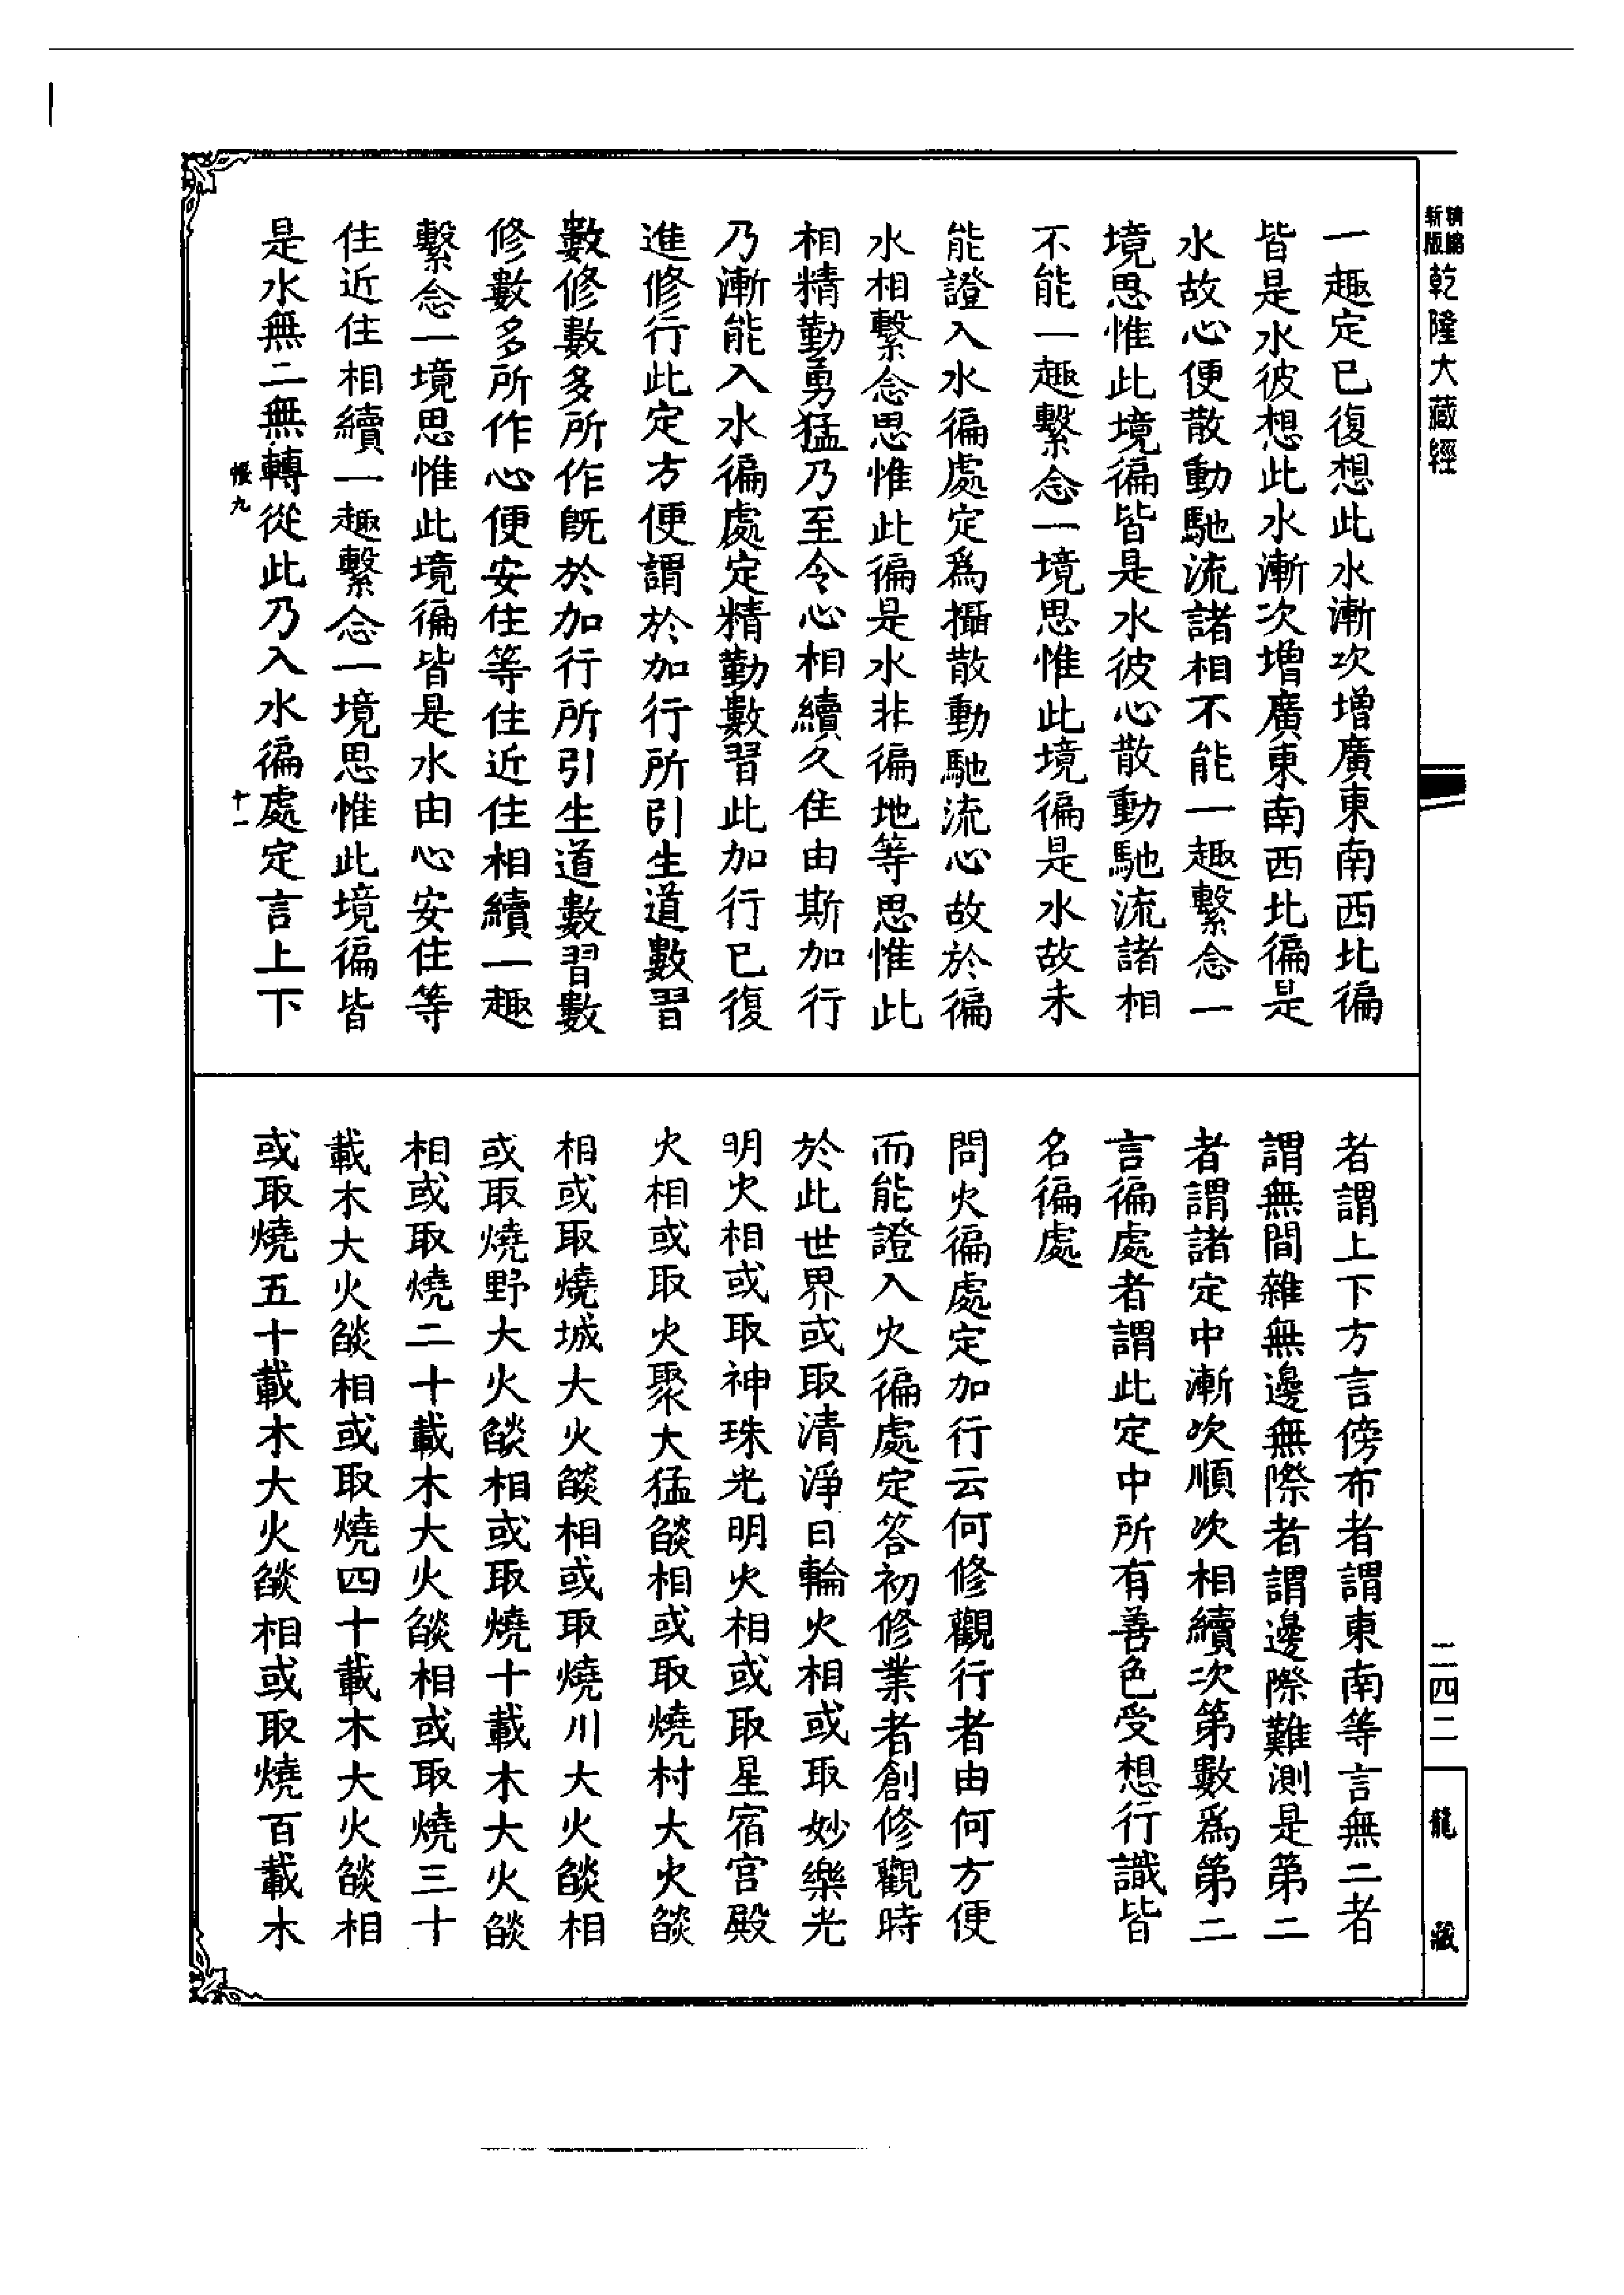 精縮
新版
乾隆大藏經
一趣定已復想此水漸次增廣東南西北徧
皆是水彼想此水漸次增廣東南西北徧是
水故心便散動馳流諸相不能一趣繫念一
境思惟此境徧皆是水彼心散動馳流諸相
不能一趣繫念一境思惟此境徧是水故未
能證入水徧處定為攝散動馳流心故於徧
水相繫念思惟此徧是水非徧地等思惟此
相精勤勇猛乃至令心相續久住由斯加行
乃漸能入水徧處定精勤數習此加行已復
進修行此定方便謂於加行所引生道數習
數修數多所作旣於加行所引生道數習數
修數多所作心便安住等住近住相續一趣
繫念一境思惟此境徧皆是水由心安住等
住近住相續一趣繫念一境思惟此境徧皆
是水無二無轉從此乃入水徧處定言上下
帳九
十一
者謂上下方言傍布者謂東南等言無二者
謂無間雜無邊無際者謂邊際難測是第二
者謂諸定中漸次順次相續次第數為第二
言徧處者謂此定中所有善色受想行識皆
名徧處
問火徧處定加行云何修觀行者由何方便
而能證入火徧處定答初修業者創修觀時
於此世界或取清淨日輪火相或取妙樂光
明火相或取神珠光明火相或取星宿宮殿
火相或取火聚大猛燄相或取燒村大火燄
相或取燒城大火燄相或取燒川大火燄相
或取燒野大火燄相或取燒十載木大火燄
相或取燒二十載木大火燄相或取燒三十
載木大火燄相或取燒四十載木大火燄相
或取燒五十載木大火燄相或取燒百載木
二四二
龍藏